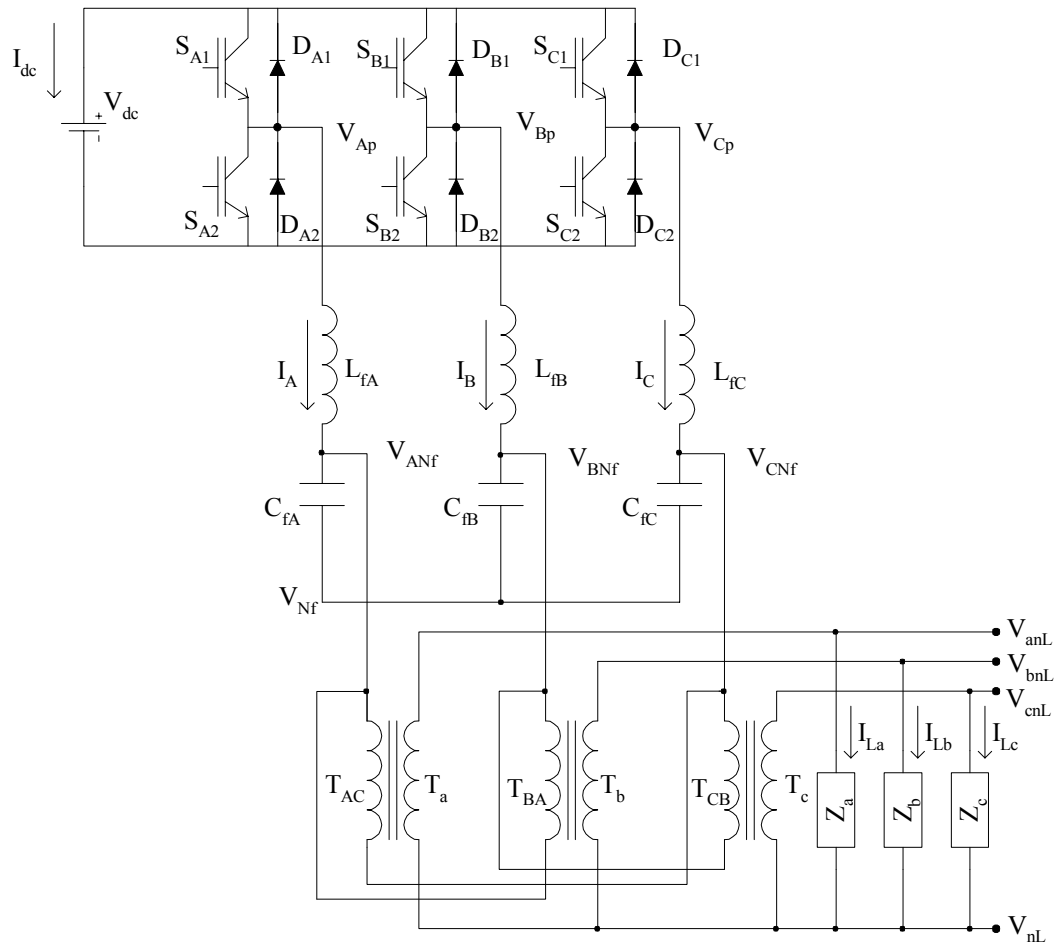 S_A1 D_A1 S_B1 D_B1 S_C1 D_C1
I_dc
V_dc
+
-
V_Ap V_Bp V_Cp
S_A2 D_A2 S_B2 D_B2 S_C2 D_C2
I_A L_fA I_B L_fB I_C L_fC
V_ANf V_BNf V_CNf
C_fA C_fB C_fC
V_Nf
V_anL
V_bnL
V_cnL
I_La I_Lb I_Lc
T_AC T_a T_BA T_b T_CB T_c Z_a Z_b Z_c
V_nL